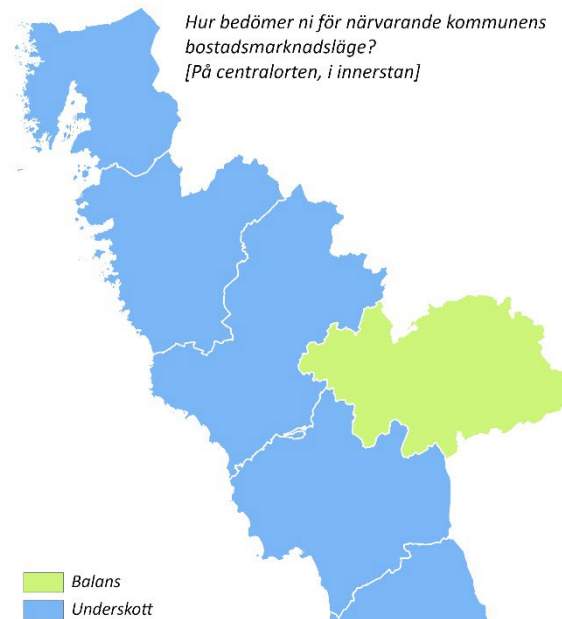 Hur bedömer ni för närvarande kommunens
bostadsmarknadsläge?
[På centralorten, i innerstan]
Balans
Underskott